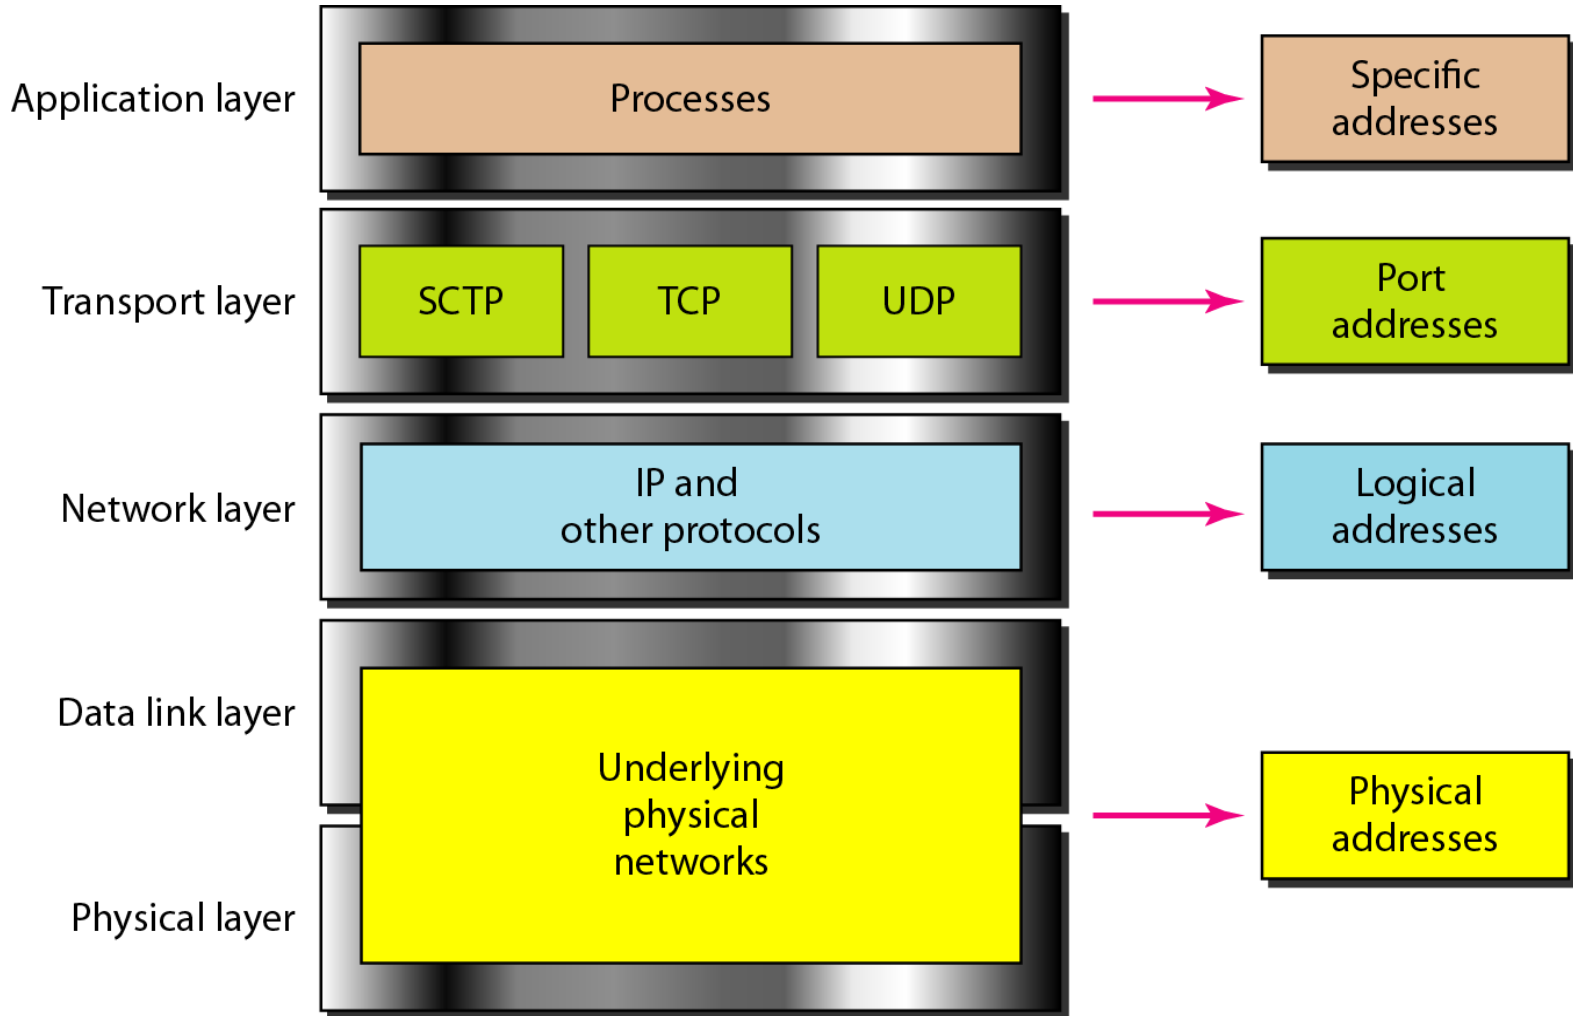 Application layer
Processes
Specific
addresses
Transport layer
SCTP
TCP
UDP
Port
addresses
Network layer
IP and
other protocols
Logical
addresses
Data link layer
Underlying
physical
networks
Physical
addresses
Physical layer